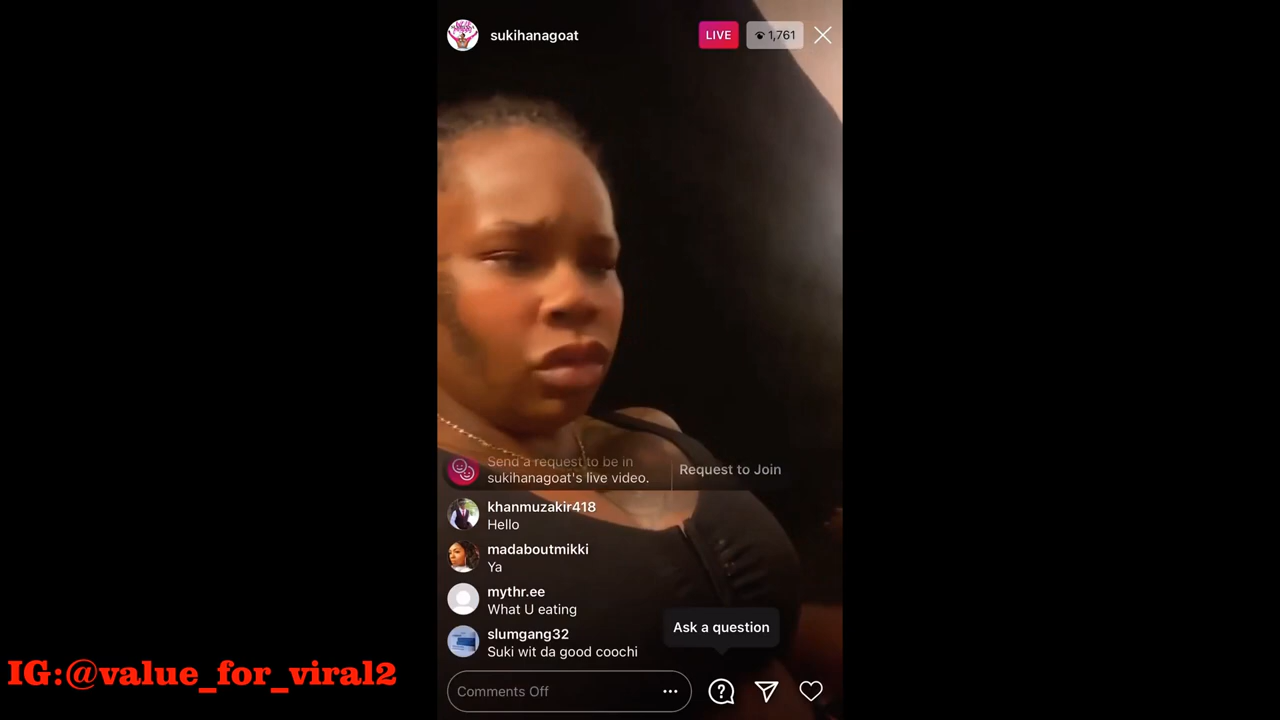 sukihanagoat
LIVE
1,761
Send a request to be in
sukihanagoat's live video.
Request to Join
khanmuzakir418
Hello
madaboutmikki
Ya
mythr.ee
What U eating
slumgang32
Suki wit da good coochi
Ask a question
Comments Off
IG:@value_for_viral2